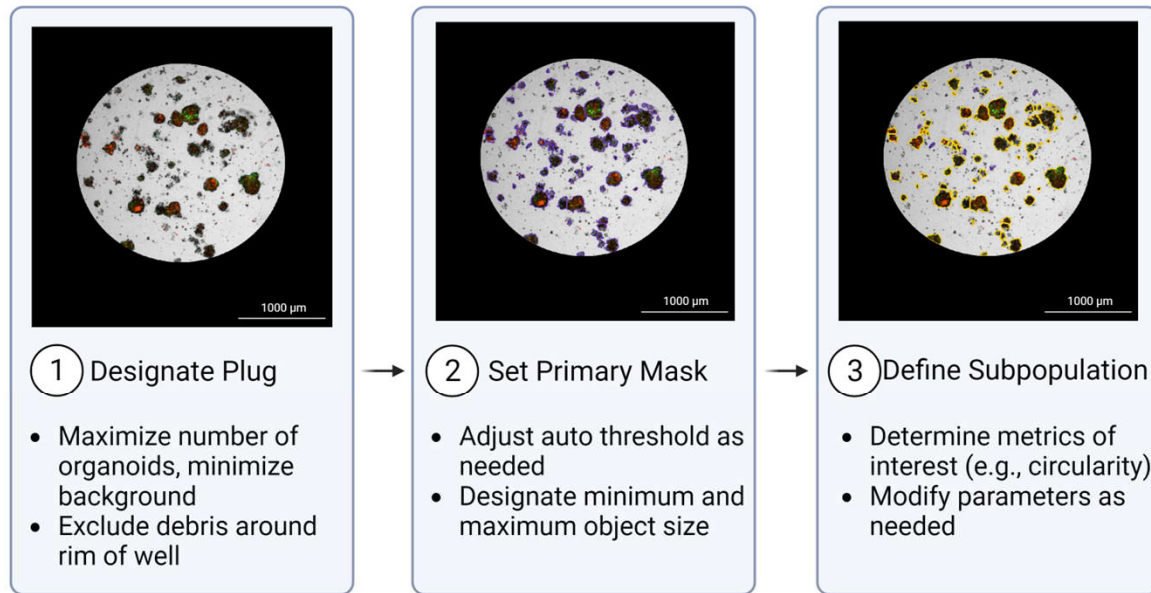 1000 µm
1 Designate Plug
• Maximize number of
organoids, minimize
background
• Exclude debris around
rim of well
1000 µm
2 Set Primary Mask
• Adjust auto threshold as
needed
• Designate minimum and
maximum object size
1000 µm
3 Define Subpopulation
• Determine metrics of
interest (e.g., circularity)
• Modify parameters as
needed